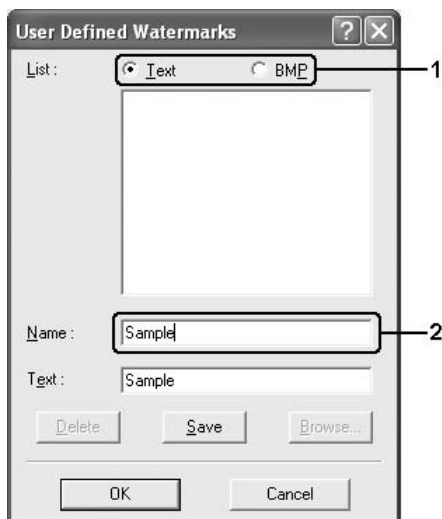 User Defined Watermarks ?
List : Text BMP 1
Name : Sample 2
Text : Sample
Delete Save Browse...
OK Cancel